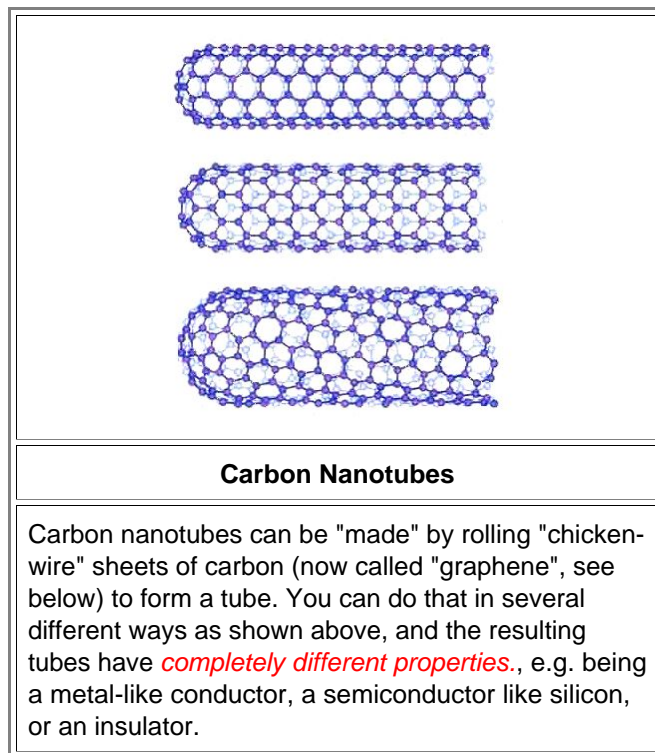 Carbon Nanotubes
Carbon nanotubes can be "made" by rolling "chicken-
wire" sheets of carbon (now called "graphene", see
below) to form a tube. You can do that in several
different ways as shown above, and the resulting
tubes have completely different properties., e.g. being
a metal-like conductor, a semiconductor like silicon,
or an insulator.